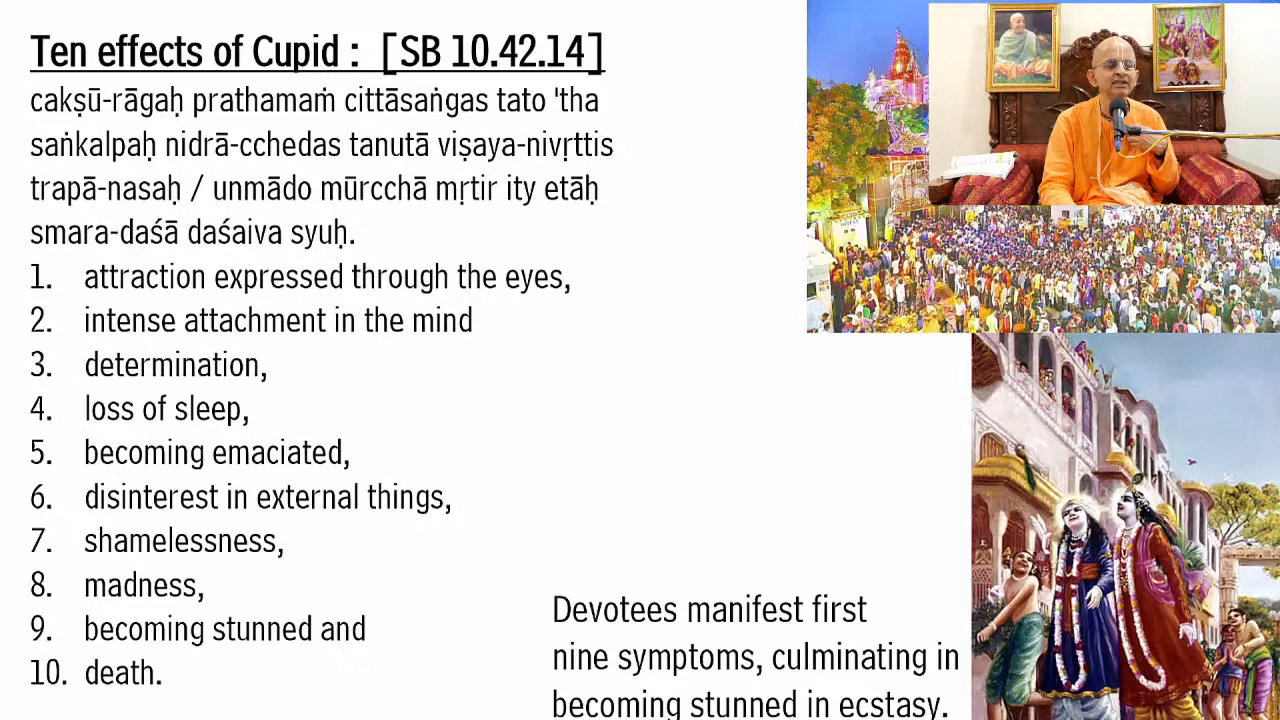 Ten effects of Cupid :  [SB 10.42.14]
cakṣū-rāgaḥ prathamaṁ cittāsaṅgas tato 'tha
saṅkalpaḥ nidrā-cchedas tanutā viṣaya-nivṛttis
trapā-nasaḥ / unmādo mūrcchā mṛtir ity etāḥ
smara-daśā daśaiva syuḥ.
1. attraction expressed through the eyes,
2. intense attachment in the mind
3. determination,
4. loss of sleep,
5. becoming emaciated,
6. disinterest in external things,
7. shamelessness,
8. madness,
9. becoming stunned and
10. death.
Devotees manifest first
nine symptoms, culminating in
becoming stunned in ecstasy.